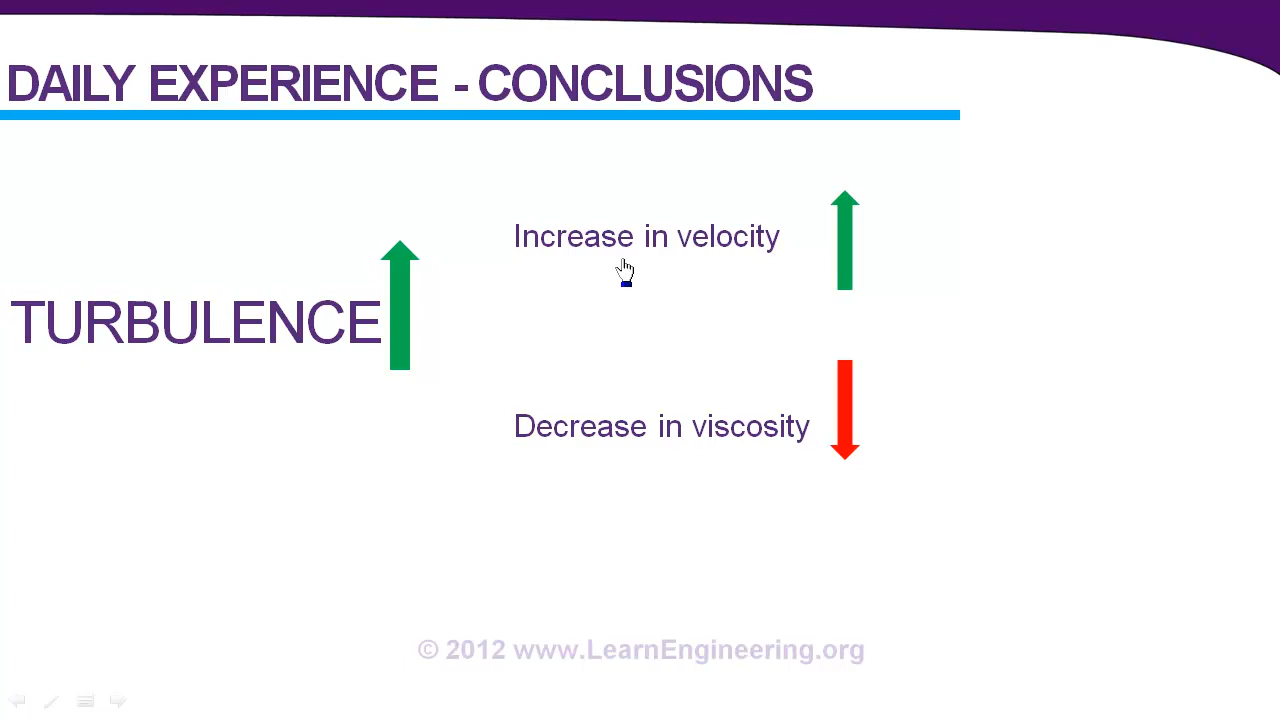 DAILY EXPERIENCE - CONCLUSIONS
Increase in velocity
TURBULENCE
Decrease in viscosity
© 2012 www.LearnEngineering.org